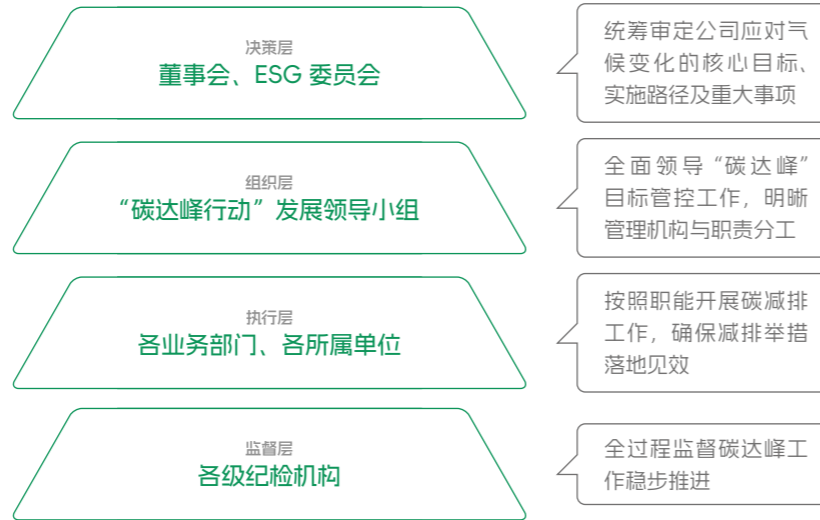 决策层
董事会、ESG 委员会
统筹审定公司应对气
候变化的核心目标、
实施路径及重大事项
组织层
“碳达峰行动”发展领导小组
全面领导“碳达峰”
目标管控工作，明晰
管理机构与职责分工
执行层
各业务部门、各所属单位
按照职能开展碳减排
工作，确保减排举措
落地见效
监督层
各级纪检机构
全过程监督碳达峰工
作稳步推进